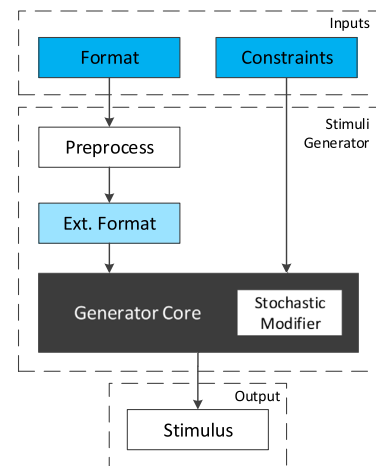 Inputs
Format
Constraints
Stimuli
Generator
Preprocess
Ext. Format
Generator Core
Stochastic
Modifier
Output
Stimulus